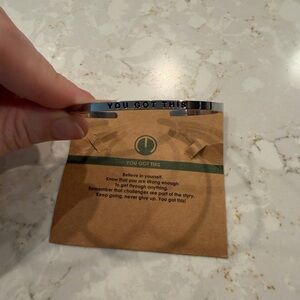 YOU GOT THIS
YOU GOT THIS
Believe in yourself.
Know that you are strong enough
To get through anything.
Remember that challenges are part of the story.
Keep going, never give up. You got this!